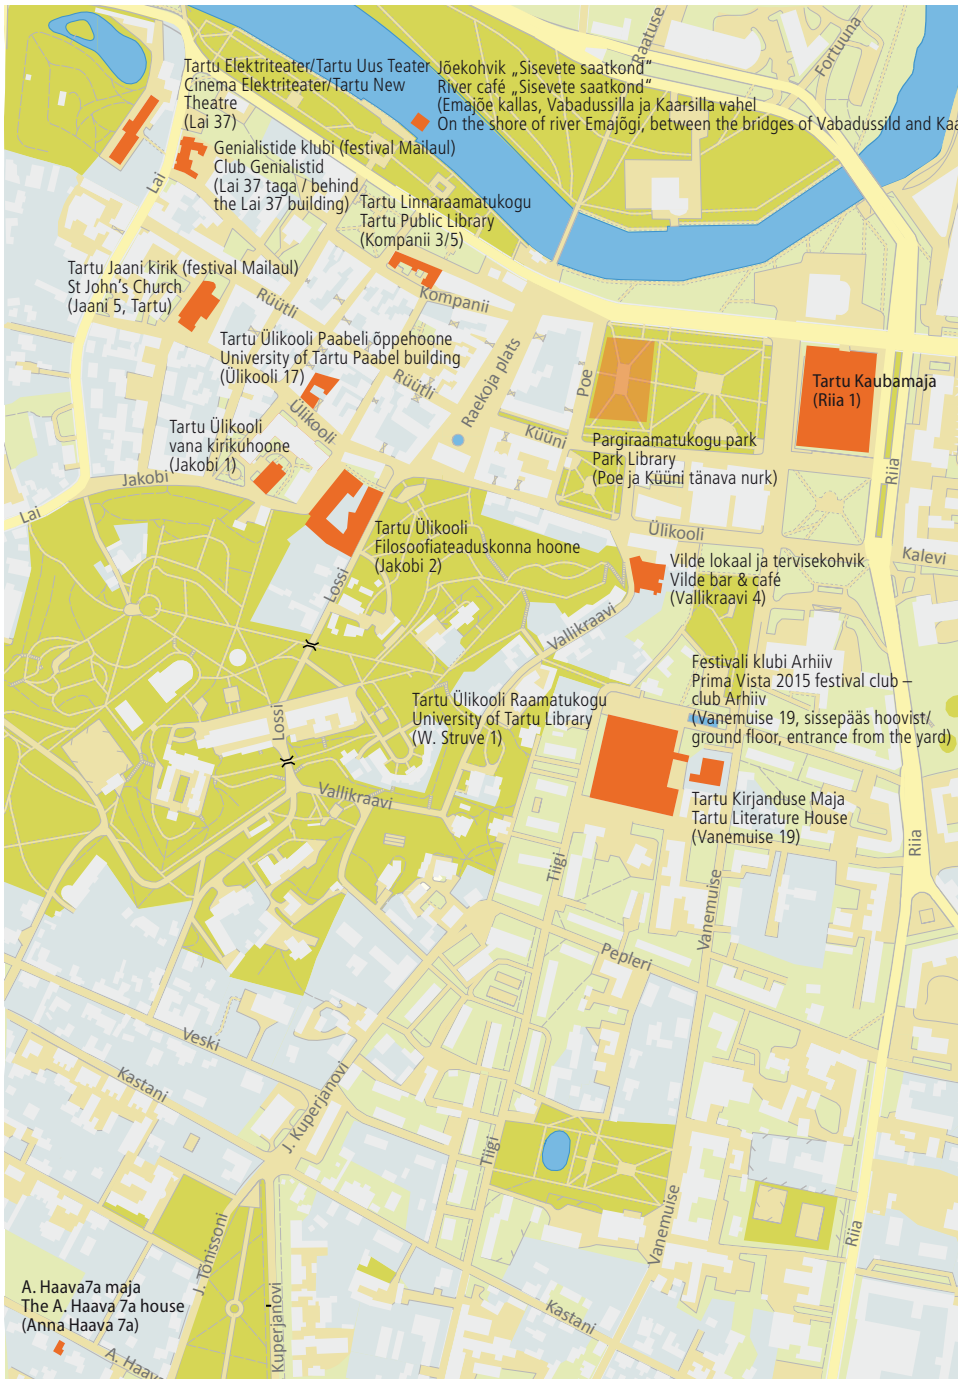 Raatuse
Fortuuna
Tartu Elektriteater/Tartu Uus Teater
Cinema Elektriteater/Tartu New
Theatre
(Lai 37)
Jõekohvik „Sisevete saatkond“
River café „Sisevete saatkond“
(Emajõe kallas, Vabadussilla ja Kaarsilla vahel
On the shore of river Emajõgi, between the bridges of Vabadussild and Kaa
Genialistide klubi (festival Mailaul)
Club Genialistid
(Lai 37 taga / behind
the Lai 37 building)
Lai
Tartu Linnaraamatukogu
Tartu Public Library
(Kompanii 3/5)
Tartu Jaani kirik (festival Mailaul)
St John's Church
(Jaani 5, Tartu)
Rüütli
Kompanii
Tartu Ülikooli Paabeli õppehoone
University of Tartu Paabel building
(Ülikooli 17)
Rüütli
Raekoja plats
Poe
Tartu Kaubamaja
(Riia 1)
Ülikooli
Küüni
Tartu Ülikooli
vana kirikuhoone
(Jakobi 1)
Pargiraamatukogu park
Park Library
(Poe ja Küüni tänava nurk)
Jakobi
Riia
Lai
Ülikooli
Tartu Ülikooli
Filosoofiateaduskonna hoone
(Jakobi 2)
Kalevi
Vilde lokaal ja tervisekohvik
Vilde bar & café
(Vallikraavi 4)
Lossi
Vallikraavi
Festivali klubi Arhiiv
Prima Vista 2015 festival club –
club Arhiiv
(Vanemuise 19, sissepääs hoovist/
ground floor, entrance from the yard)
Tartu Ülikooli Raamatukogu
University of Tartu Library
(W. Struve 1)
Lossi
Vallikraavi
Tartu Kirjanduse Maja
Tartu Literature House
(Vanemuise 19)
Riia
Tiigi
Vanemuise
Pepleri
Veski
Kastani
J. Kuperjanovi
Tiigi
Vanemuise
Riia
J. Tõnissoni
A. Haava7a maja
The A. Haava 7a house
(Anna Haava 7a)
Kuperjanovi
Kastani
A. Haava